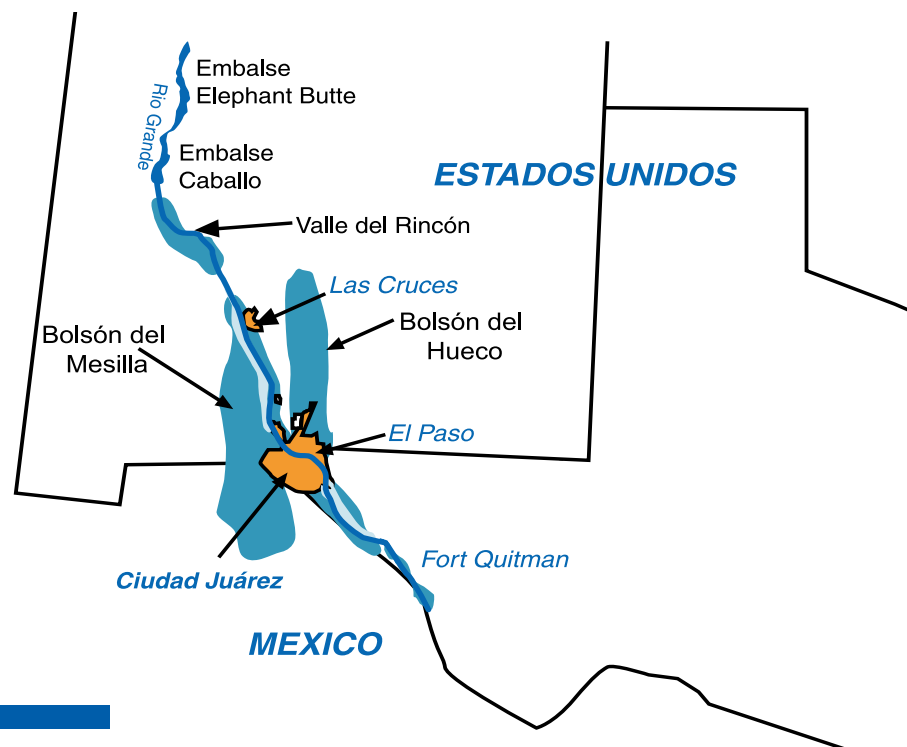 Embalse
Elephant Butte
Rio Grande
Embalse
Caballo
ESTADOS UNIDOS
Valle del Rincón
Las Cruces
Bolsón del
Hueco
Bolsón del
Mesilla
El Paso
Fort Quitman
Ciudad Juárez
MEXICO